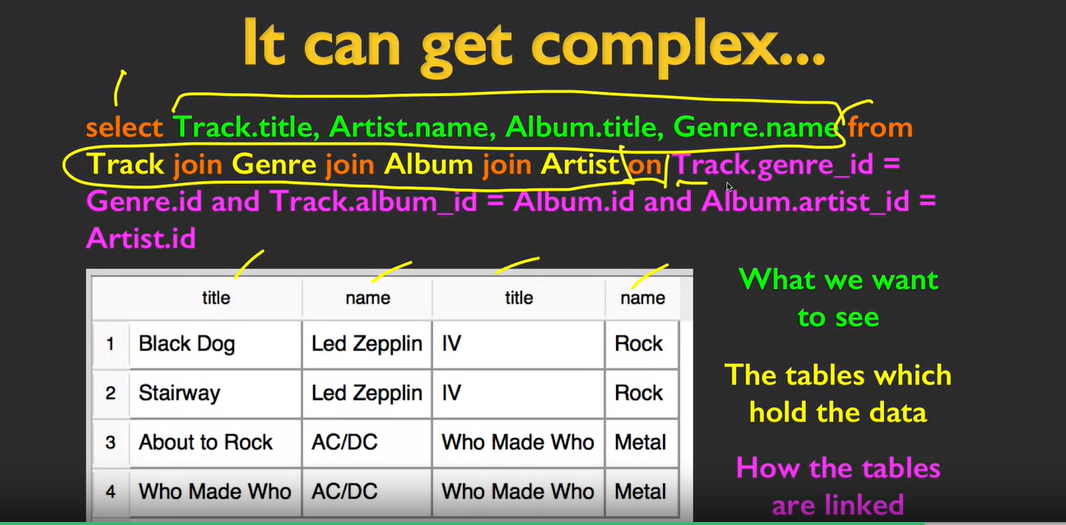 It can get complex...
select Track.title, Artist.name, Album.title, Genre.name from
Track join Genre join Album join Artist on Track.genre_id =
Genre.id and Track.album_id = Album.id and Album.artist_id =
Artist.id
title name title name
1 Black Dog Led Zepplin IV Rock
2 Stairway Led Zepplin IV Rock
3 About to Rock AC/DC Who Made Who Metal
4 Who Made Who AC/DC Who Made Who Metal
What we want
to see
The tables which
hold the data
How the tables
are linked